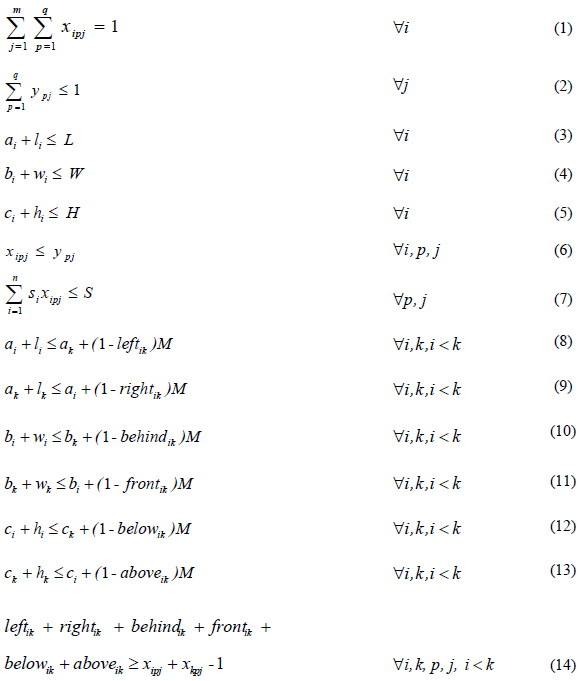 ∑_{j=1}^{m} ∑_{p=1}^{q} x_{ipj} = 1 ∀i (1)
∑_{p=1}^{q} y_{pj} ≤ 1 ∀j (2)
a_i + l_i ≤ L ∀i (3)
b_i + w_i ≤ W ∀i (4)
c_i + h_i ≤ H ∀i (5)
x_{ipj} ≤ y_{pj} ∀i, p, j (6)
∑_{i=1}^{n} s_i x_{ipj} ≤ S ∀p, j (7)
a_i + l_i ≤ a_k + (1 - left_{ik})M ∀i,k,i < k (8)
a_k + l_k ≤ a_i + (1 - right_{ik})M ∀i,k,i < k (9)
b_i + w_i ≤ b_k + (1 - behind_{ik})M ∀i,k,i < k (10)
b_k + w_k ≤ b_i + (1 - front_{ik})M ∀i,k,i < k (11)
c_i + h_i ≤ c_k + (1 - below_{ik})M ∀i,k,i < k (12)
c_k + h_k ≤ c_i + (1 - above_{ik})M ∀i,k,i < k (13)
left_{ik} + right_{ik} + behind_{ik} + front_{ik} +
below_{ik} + above_{ik} ≥ x_{ipj} + x_{kpj} - 1 ∀i,k, p, j, i < k (14)